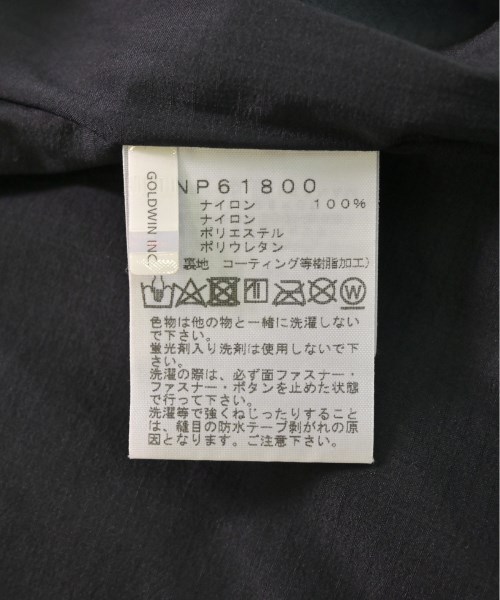 NP61800
ナイロン 100%
ナイロン
ポリエステル
ポリウレタン
裏地 コーティング等樹脂加工)
W
色物は他の物と一緒に洗濯しない
で下さい。
蛍光剤入り洗剤は使用しないで下
さい。
洗濯の際は、必ず面ファスナー・
ファスナー・ボタンを止めた状態
で行って下さい。
洗濯等で強くねじったりすること
は、縫目の防水テープ剥がれの原
因となります。ご注意下さい。
GOLDWIN INC.